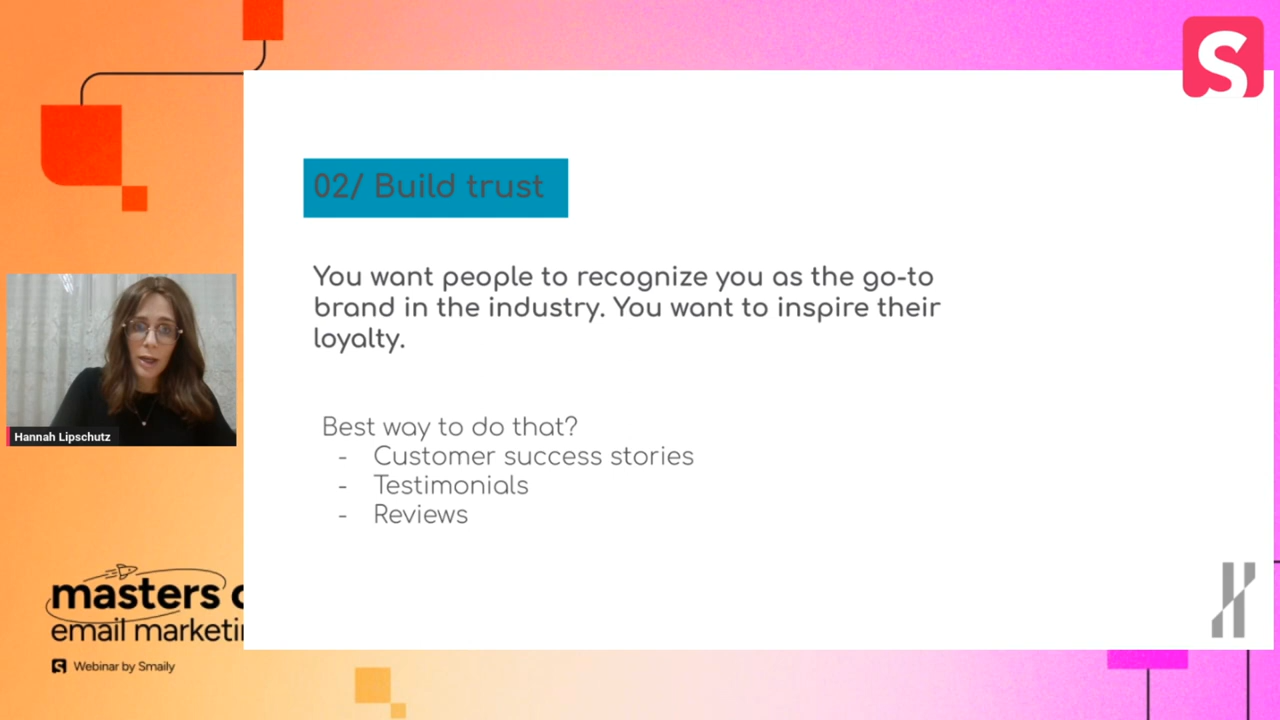 02/ Build trust
You want people to recognize you as the go-to
brand in the industry. You want to inspire their
loyalty.
Best way to do that?
- Customer success stories
- Testimonials
- Reviews
Hannah Lipschutz
masters
email
Webinar by Smaily